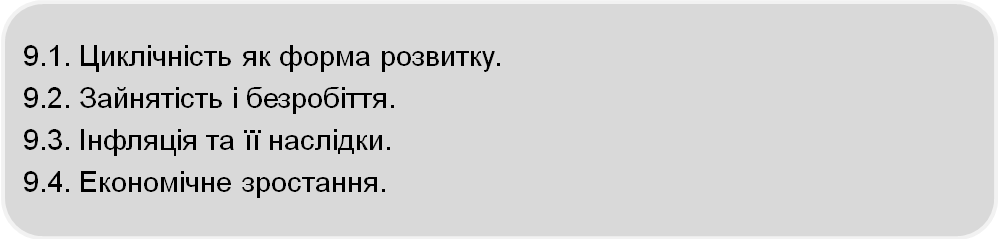 9.1. Циклічність як форма розвитку.
9.2. Зайнятість і безробіття.
9.3. Інфляція та її наслідки.
9.4. Економічне зростання.